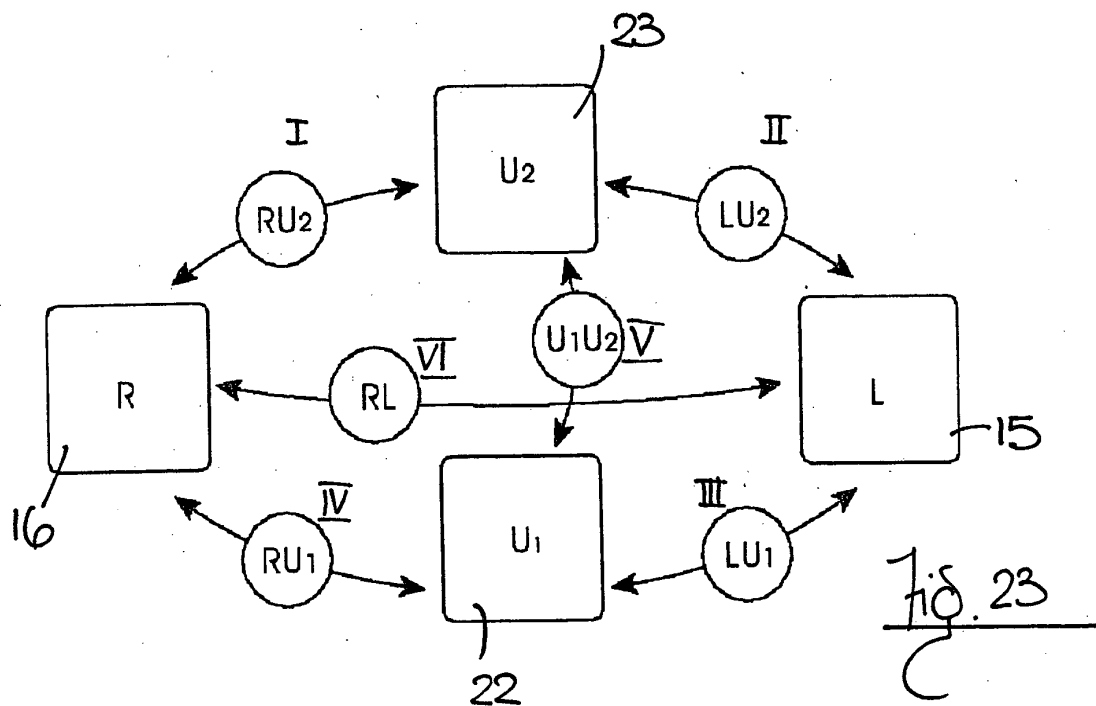 23
I
II
U2
RU2
LU2
U1U2
V
VI
R
RL
L
15
16
IV
III
RU1
U1
LU1
22
Fig. 23